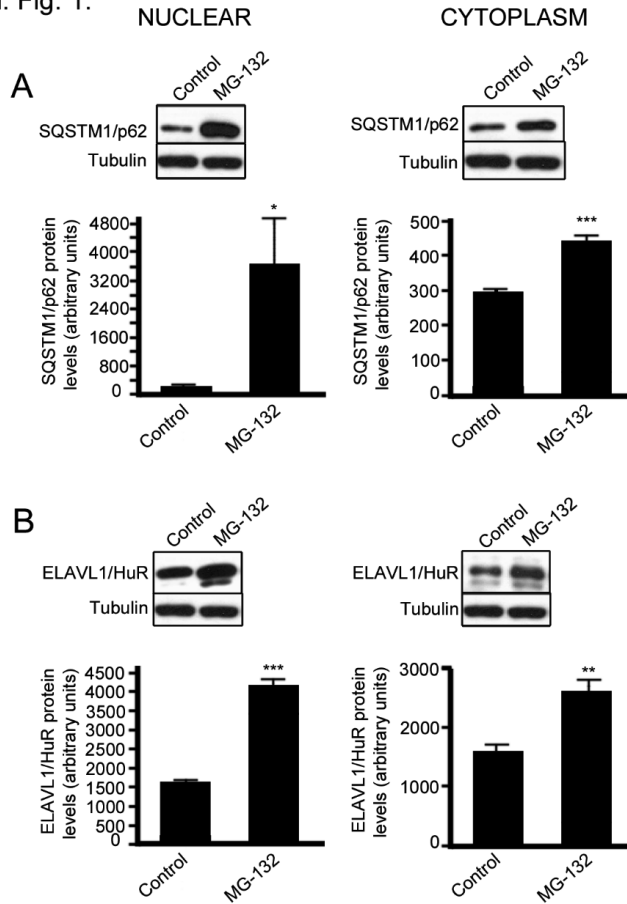 Fig. 1.
NUCLEAR
CYTOPLASM
A
Control
MG-132
SQSTM1/p62
Tubulin
Control
MG-132
SQSTM1/p62
Tubulin
SQSTM1/p62 protein
levels (arbitrary units)
4800
4000
3200
2400
1600
800
0
*
Control
MG-132
SQSTM1/p62 protein
levels (arbitrary units)
500
400
300
200
100
0
***
Control
MG-132
B
Control
MG-132
ELAVL1/HuR
Tubulin
Control
MG-132
ELAVL1/HuR
Tubulin
ELAVL1/HuR protein
levels (arbitrary units)
4500
4000
3500
3000
2500
2000
1500
1000
500
0
***
Control
MG-132
ELAVL1/HuR protein
levels (arbitrary units)
3000
2000
1000
0
**
Control
MG-132